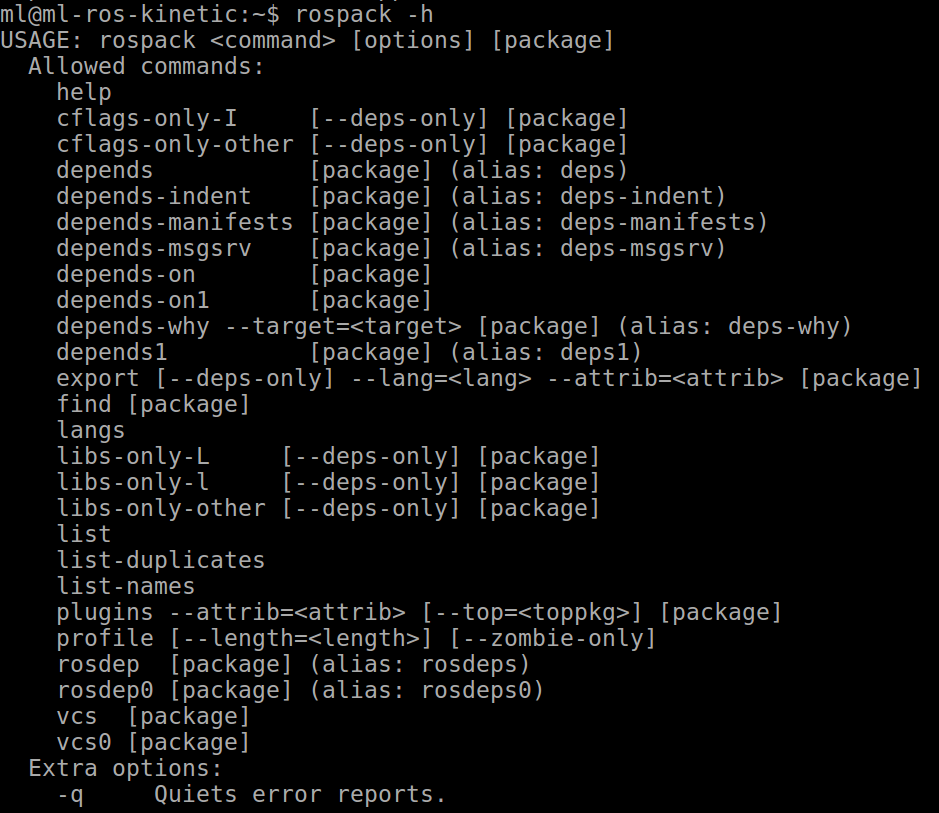 ml@ml-ros-kinetic:~$ rospack -h
USAGE: rospack <command> [options] [package]
  Allowed commands:
    help
    cflags-only-I     [--deps-only] [package]
    cflags-only-other [--deps-only] [package]
    depends           [package] (alias: deps)
    depends-indent    [package] (alias: deps-indent)
    depends-manifests [package] (alias: deps-manifests)
    depends-msgsrv    [package] (alias: deps-msgsrv)
    depends-on        [package]
    depends-on1       [package]
    depends-why --target=<target> [package] (alias: deps-why)
    depends1          [package] (alias: deps1)
    export [--deps-only] --lang=<lang> --attrib=<attrib> [package]
    find [package]
    langs
    libs-only-L     [--deps-only] [package]
    libs-only-l     [--deps-only] [package]
    libs-only-other [--deps-only] [package]
    list
    list-duplicates
    list-names
    plugins --attrib=<attrib> [--top=<toppkg>] [package]
    profile [--length=<length>] [--zombie-only]
    rosdep  [package] (alias: rosdeps)
    rosdep0 [package] (alias: rosdeps0)
    vcs  [package]
    vcs0 [package]
  Extra options:
    -q     Quiets error reports.